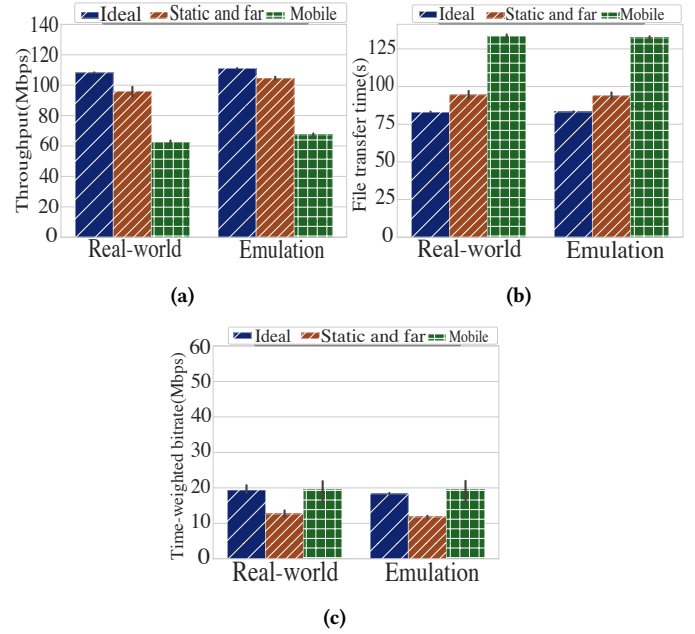 Ideal Static and far Mobile
Throughput(Mbps)
140
120
100
80
60
40
20
0
Real-world Emulation
(a)
Ideal Static and far Mobile
File transfer time(s)
125
100
75
50
25
0
Real-world Emulation
(b)
Ideal Static and far Mobile
Time-weighted bitrate(Mbps)
60
50
40
30
20
10
0
Real-world Emulation
(c)